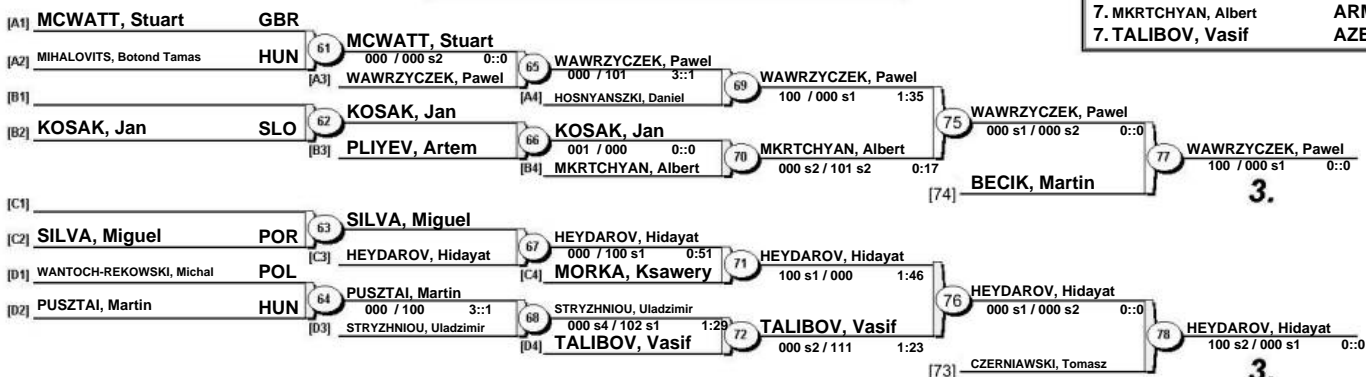 7. MKRTCHYAN, Albert ARM
7. TALIBOV, Vasif AZE
[A1] MCWATT, Stuart GBR
[A2] MIHALOVITS, Botond Tamas HUN
61 MCWATT, Stuart
000 / 000 s2 0::0
[A3] WAWRZYCZEK, Pawel
65 WAWRZYCZEK, Pawel
000 / 101 3::1
[A4] HOSNYANSZKI, Daniel
69 WAWRZYCZEK, Pawel
100 / 000 s1 1:35
[B1]
[B2] KOSAK, Jan SLO
62 KOSAK, Jan
[B3] PLIYEV, Artem
66 KOSAK, Jan
001 / 000 0::0
[B4] MKRTCHYAN, Albert
70 MKRTCHYAN, Albert
000 s2 / 101 s2 0:17
75 WAWRZYCZEK, Pawel
000 s1 / 000 s2 0::0
[74] BECIK, Martin
77 WAWRZYCZEK, Pawel
100 / 000 s1 0::0
3.
[C1]
[C2] SILVA, Miguel POR
63 SILVA, Miguel
[C3] HEYDAROV, Hidayat
67 HEYDAROV, Hidayat
000 / 100 s1 0:51
[C4] MORKA, Ksawery
71 HEYDAROV, Hidayat
100 s1 / 000 1:46
[D1] WANTOCH-REKOWSKI, Michal POL
[D2] PUSZTAI, Martin HUN
64 PUSZTAI, Martin
000 / 100 3::1
[D3] STRYZHNIOU, Uladzimir
68 STRYZHNIOU, Uladzimir
000 s4 / 102 s1 1:29
[D4] TALIBOV, Vasif
72 TALIBOV, Vasif
000 s2 / 111 1:23
76 HEYDAROV, Hidayat
000 s1 / 000 s2 0::0
[73] CZERNIAWSKI, Tomasz
78 HEYDAROV, Hidayat
100 s2 / 000 s1 0::0
3.